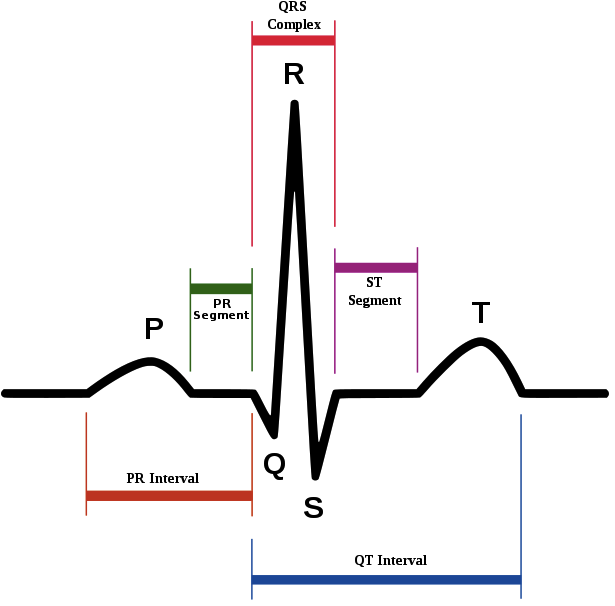 QRS
Complex
R
ST
Segment
PR
Segment
P
T
Q
PR Interval
S
QT Interval